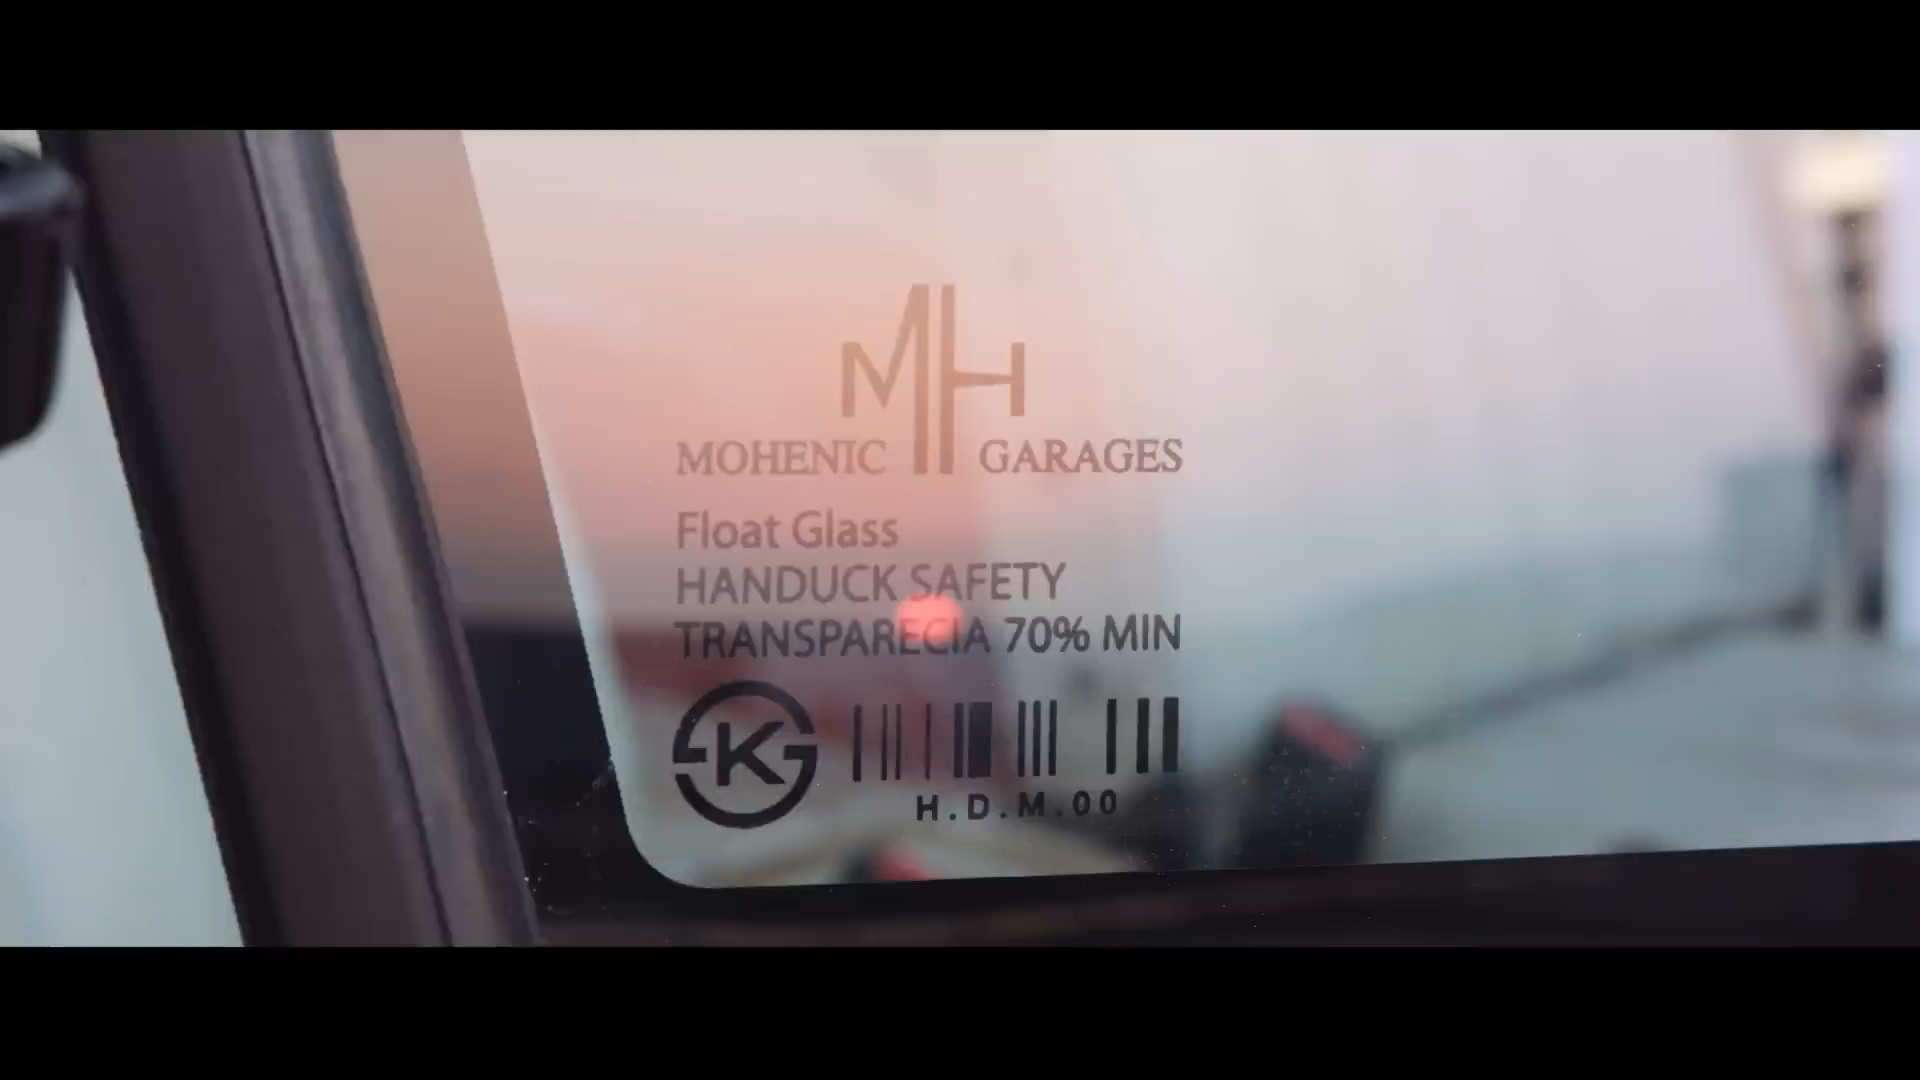 MH
MOHENIC GARAGES
Float Glass
HANDUCK SAFETY
TRANSPARECIA 70% MIN
K
H.D.M.00